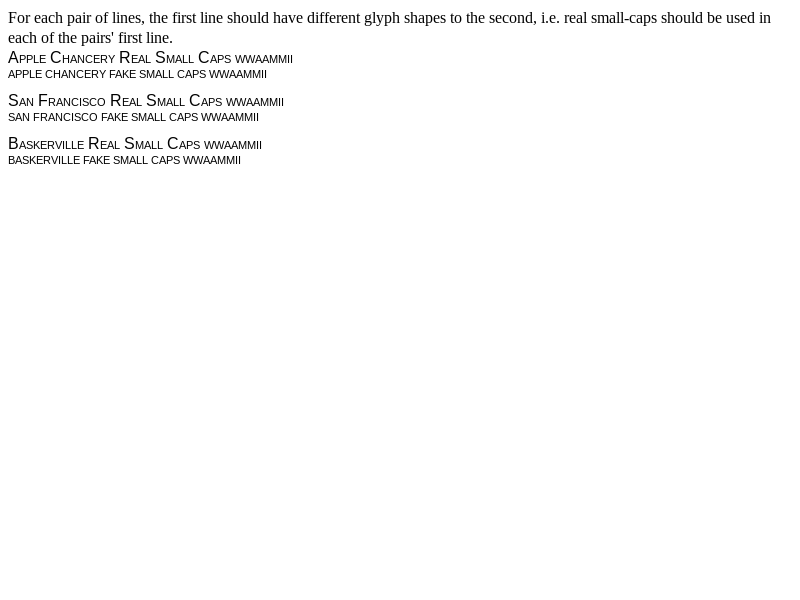 For each pair of lines, the first line should have different glyph shapes to the second, i.e. real small-caps should be used in
each of the pairs' first line.
Apple Chancery Real Small Caps wwaammii
APPLE CHANCERY FAKE SMALL CAPS WWAAMMII
San Francisco Real Small Caps wwaammii
SAN FRANCISCO FAKE SMALL CAPS WWAAMMII
Baskerville Real Small Caps wwaammii
BASKERVILLE FAKE SMALL CAPS WWAAMMII